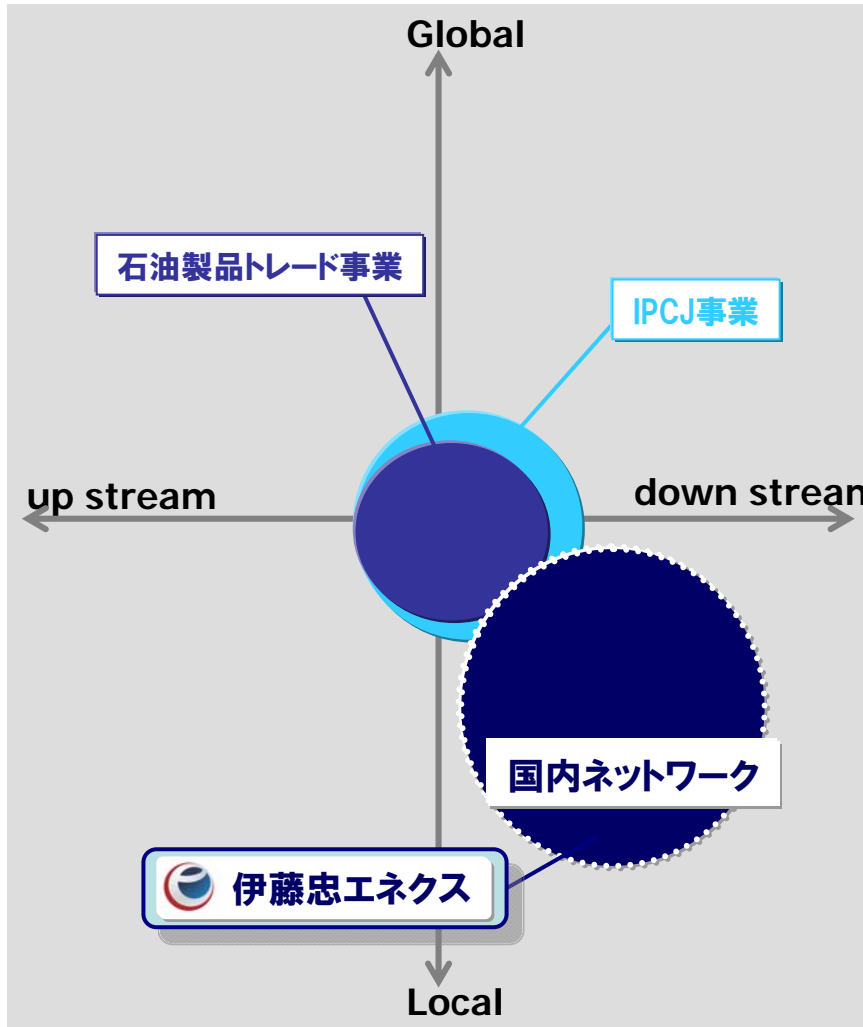 Global
石油製品トレード事業
IPCJ事業
up stream
down strean
国内ネットワーク
伊藤忠エネクス
Local